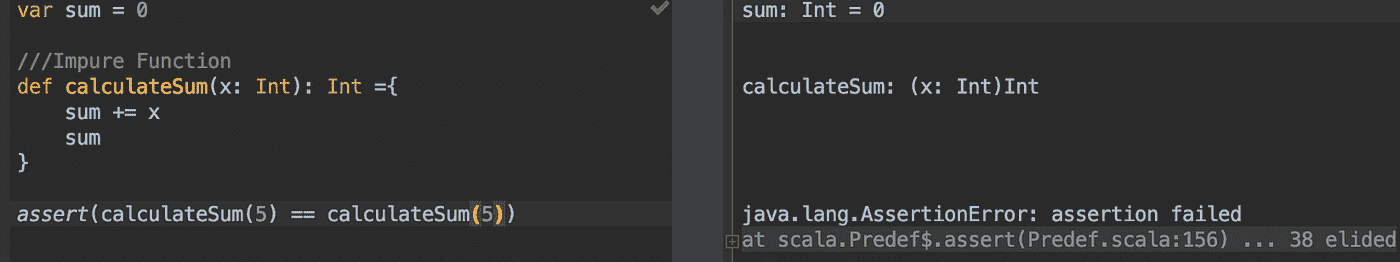 var sum = 0
///Impure Function
def calculateSum(x: Int): Int ={
    sum += x
    sum
}
assert(calculateSum(5) == calculateSum(5))
sum: Int = 0
calculateSum: (x: Int)Int
java.lang.AssertionError: assertion failed
at scala.Predef$.assert(Predef.scala:156) ... 38 elided